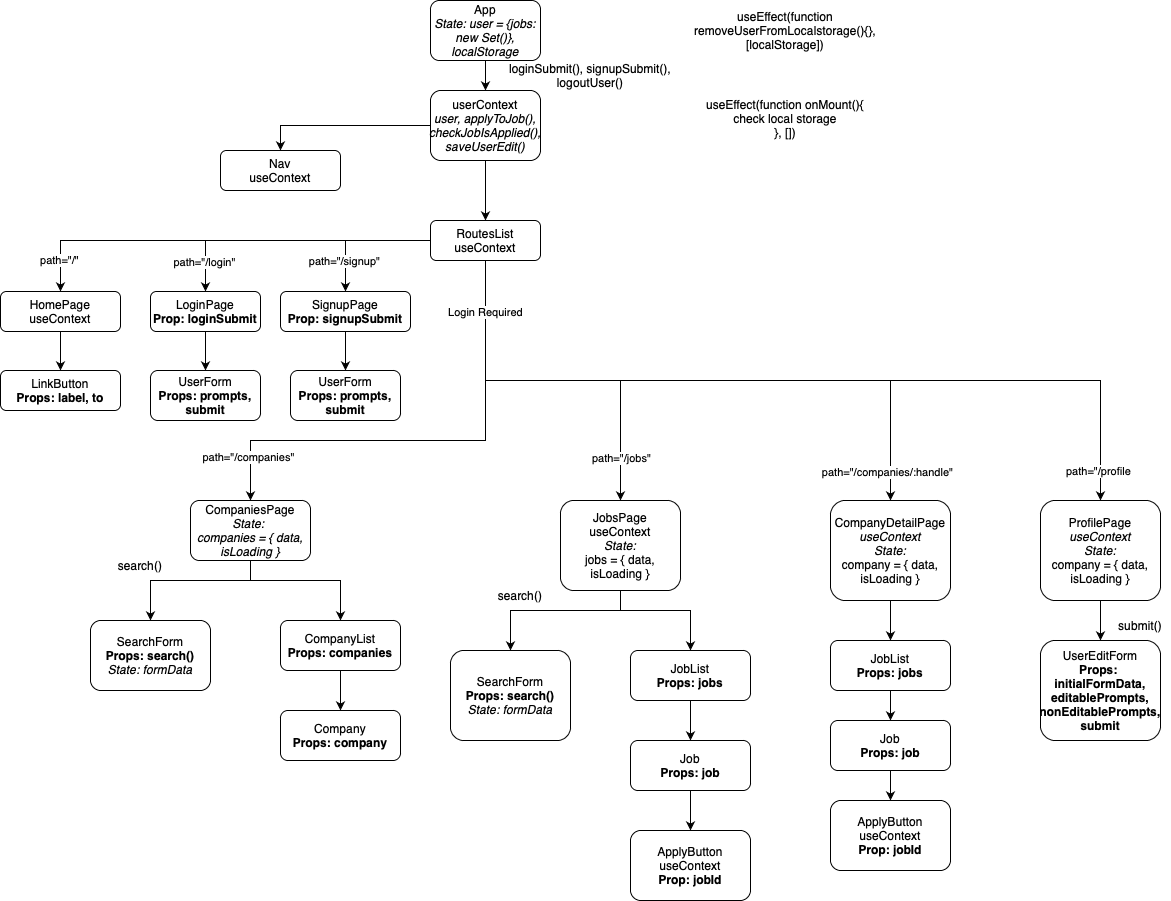 App
State: user = {jobs:
new Set()},
localStorage
useEffect(function
removeUserFromLocalstorage(){},
[localStorage])
loginSubmit(), signupSubmit(),
logoutUser()
userContext
user, applyToJob(),
checkJobIsApplied(),
saveUserEdit()
useEffect(function onMount(){
check local storage
}, [])
Nav
useContext
RoutesList
useContext
path="/"
path="/login"
path="/signup"
HomePage
useContext
LoginPage
Prop: loginSubmit
SignupPage
Prop: signupSubmit
Login Required
LinkButton
Props: label, to
UserForm
Props: prompts,
submit
UserForm
Props: prompts,
submit
path="/companies"
path="/jobs"
path="/companies/:handle"
path="/profile
CompaniesPage
State:
companies = { data,
isLoading }
JobsPage
useContext
State:
jobs = { data,
isLoading }
CompanyDetailPage
useContext
State:
company = { data,
isLoading }
ProfilePage
useContext
State:
company = { data,
isLoading }
search()
search()
submit()
SearchForm
Props: search()
State: formData
CompanyList
Props: companies
SearchForm
Props: search()
State: formData
JobList
Props: jobs
JobList
Props: jobs
UserEditForm
Props:
initialFormData,
editablePrompts,
nonEditablePrompts,
submit
Company
Props: company
Job
Props: job
Job
Props: job
ApplyButton
useContext
Prop: jobId
ApplyButton
useContext
Prop: jobId